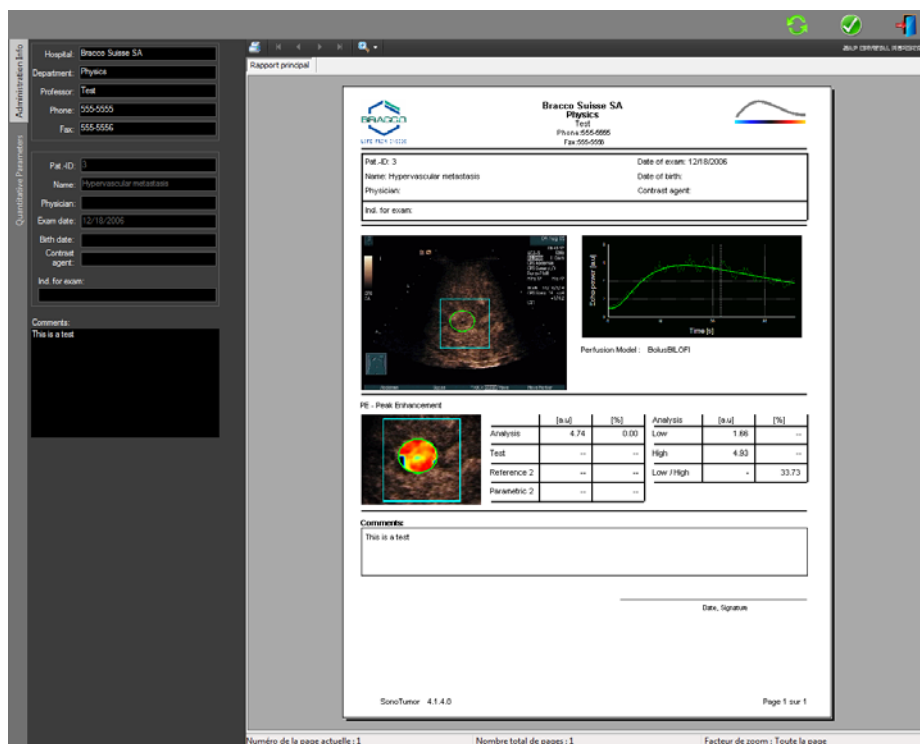 Administration Info
Quantitative Parameters
Hospital: Bracco Suisse SA
Department: Physics
Professor: Test
Phone: 555-5555
Fax: 555-5556
Pat.-ID: 3
Name: Hypervascular metastasis
Physician:
Exam date: 12/18/2006
Birth date:
Contrast agent:
Ind. for exam:
Comments:
This is a test
Rapport principal
BRACCO
LIFE FROM INSIDE
Bracco Suisse SA
Physics
Test
Phone:555-5555
Fax:555-5556
Pat.-ID: 3
Date of exam: 12/18/2006
Name: Hypervascular metastasis
Date of birth:
Physician:
Contrast agent:
Ind. for exam:
Echo-power [a.u]
Time [s]
Perfusion Model : BolusBILOFI
PE - Peak Enhancement
[a.u] [%] Analysis [a.u] [%]
Analysis 4.74 0.00 Low 1.66 --
Test -- -- High 4.93 --
Reference 2 -- -- Low / High - 33.73
Parametric 2 -- --
Comments:
This is a test
Date, Signature
SonoTumor 4.1.4.0
Page 1 sur 1
Numéro de la page actuelle : 1
Nombre total de pages : 1
Facteur de zoom : Toute la page